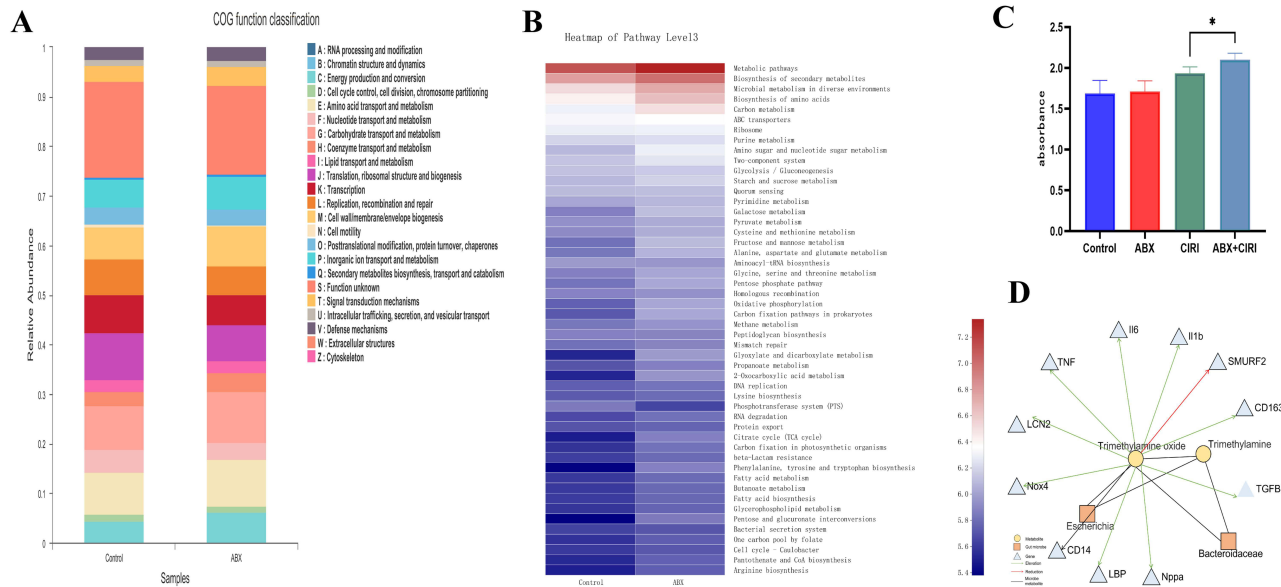 A
COG function classification
1
0.9
0.8
0.7
0.6
0.5
0.4
0.3
0.2
0.1
0
Relative Abundance
Control
ABX
Samples
A : RNA processing and modification
B : Chromatin structure and dynamics
C : Energy production and conversion
D : Cell cycle control, cell division, chromosome partitioning
E : Amino acid transport and metabolism
F : Nucleotide transport and metabolism
G : Carbohydrate transport and metabolism
H : Coenzyme transport and metabolism
I : Lipid transport and metabolism
J : Translation, ribosomal structure and biogenesis
K : Transcription
L : Replication, recombination and repair
M : Cell wall/membrane/envelope biogenesis
N : Cell motility
O : Posttranslational modification, protein turnover, chaperones
P : Inorganic ion transport and metabolism
Q : Secondary metabolites biosynthesis, transport and catabolism
S : Function unknown
T : Signal transduction mechanisms
U : Intracellular trafficking, secretion, and vesicular transport
V : Defense mechanisms
W : Extracellular structures
Z : Cytoskeleton
B
Heatmap of Pathway Level3
Metabolic pathways
Biosynthesis of secondary metabolites
Microbial metabolism in diverse environments
Biosynthesis of amino acids
Carbon metabolism
ABC transporters
Ribosome
Purine metabolism
Amino sugar and nucleotide sugar metabolism
Two-component system
Glycolysis / Gluconeogenesis
Starch and sucrose metabolism
Quorum sensing
Pyrimidine metabolism
Galactose metabolism
Pyruvate metabolism
Cysteine and methionine metabolism
Fructose and mannose metabolism
Alanine, aspartate and glutamate metabolism
Aminoacyl-tRNA biosynthesis
Glycine, serine and threonine metabolism
Pentose phosphate pathway
Homologous recombination
Oxidative phosphorylation
Carbon fixation pathways in prokaryotes
Methane metabolism
Peptidoglycan biosynthesis
Mismatch repair
Glyoxylate and dicarboxylate metabolism
Propanoate metabolism
2-Oxocarboxylic acid metabolism
DNA replication
Lysine biosynthesis
Phosphotransferase system (PTS)
RNA degradation
Protein export
Citrate cycle (TCA cycle)
Carbon fixation in photosynthetic organisms
beta-Lactam resistance
Phenylalanine, tyrosine and tryptophan biosynthesis
Fatty acid metabolism
Butanoate metabolism
Fatty acid biosynthesis
Glycerophospholipid metabolism
Pentose and glucuronate interconversions
Bacterial secretion system
One carbon pool by folate
Cell cycle - Caulobacter
Pantothenate and CoA biosynthesis
Arginine biosynthesis
Control
ABX
7.2
7.0
6.8
6.6
6.4
6.2
6.0
5.8
5.6
5.4
C
2.5
2.0
1.5
1.0
0.5
0.0
absorbance
*
Control
ABX
CIRI
ABX+CIRI
D
Il6
Il1b
TNF
SMURF2
LCN2
CD163
Trimethylamine oxide
Trimethylamine
Nox4
TGFB
Escherichia
Bacteroidaceae
CD14
LBP
Nppa
Metabolite
Gut microbe
Gene
Elevation
Reduction
Microbe
metabolite